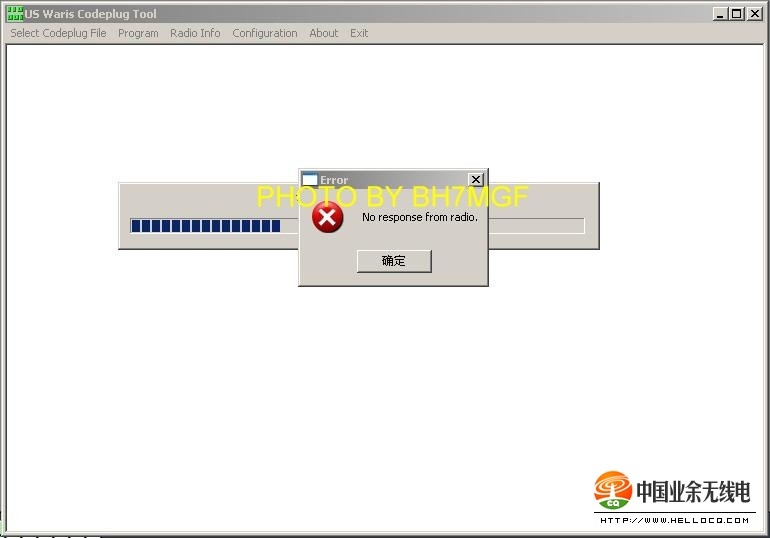 US Waris Codeplug Tool
Select Codeplug File Program Radio Info Configuration About Exit
Error
PHOTO BY BH7MGF
No response from radio.
确定
CQ
中国业余无线电
HTTP://WWW.HELLOCQ.COM